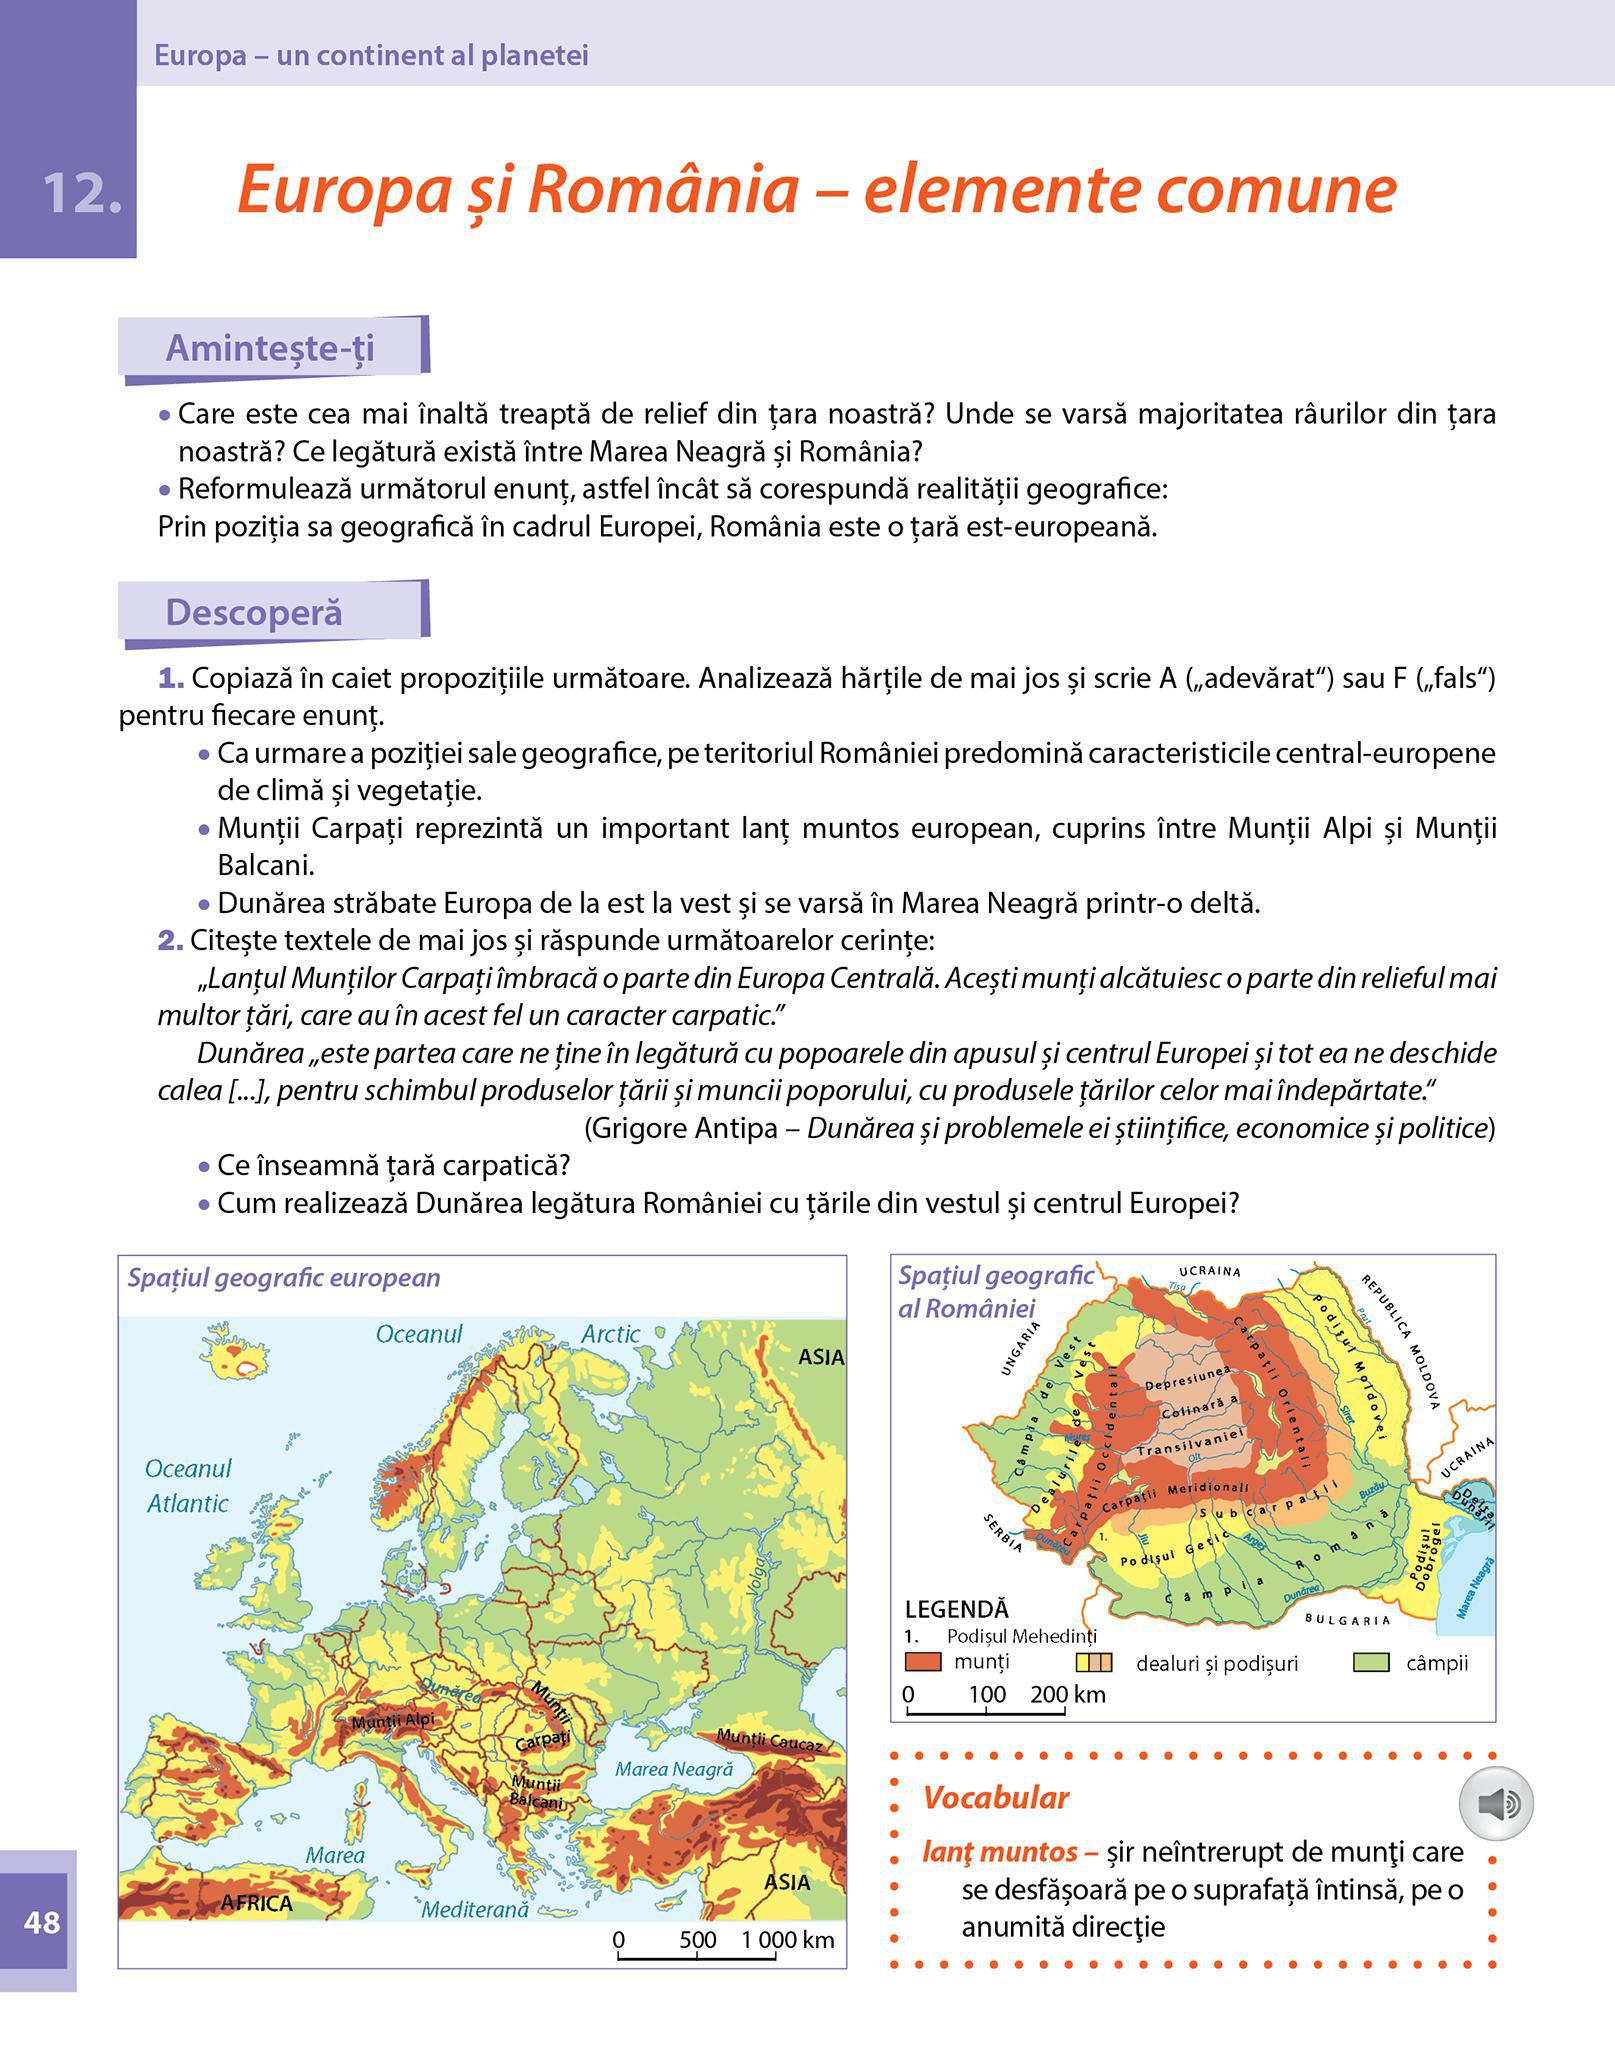 Europa – un continent al planetei
12.
Europa și România – elemente comune
Amintește-ți
• Care este cea mai înaltă treaptă de relief din țara noastră? Unde se varsă majoritatea râurilor din țara
noastră? Ce legătură există între Marea Neagră și România?
• Reformulează următorul enunț, astfel încât să corespundă realității geografice:
Prin poziția sa geografică în cadrul Europei, România este o țară est-europeană.
Descoperă
1. Copiază în caiet propozițiile următoare. Analizează hărțile de mai jos și scrie A („adevărat“) sau F („fals“)
pentru fiecare enunț.
• Ca urmare a poziției sale geografice, pe teritoriul României predomină caracteristicile central-europene
de climă și vegetație.
• Munții Carpați reprezintă un important lanț muntos european, cuprins între Munții Alpi și Munții
Balcani.
• Dunărea străbate Europa de la est la vest și se varsă în Marea Neagră printr-o deltă.
2. Citește textele de mai jos și răspunde următoarelor cerințe:
„Lanțul Munților Carpați îmbracă o parte din Europa Centrală. Acești munți alcătuiesc o parte din relieful mai
multor țări, care au în acest fel un caracter carpatic.”
Dunărea „este partea care ne ține în legătură cu popoarele din apusul și centrul Europei și tot ea ne deschide
calea [...], pentru schimbul produselor țării și muncii poporului, cu produsele țărilor celor mai îndepărtate.“
(Grigore Antipa – Dunărea și problemele ei științifice, economice și politice)
• Ce înseamnă țară carpatică?
• Cum realizează Dunărea legătura României cu țările din vestul și centrul Europei?
Spațiul geografic european
Oceanul Arctic
ASIA
Oceanul
Atlantic
Volga
Dunărea
Munții Alpi
Munții
Carpați
Munții Caucaz
Marea Neagră
Munții
Balcani
Marea
Mediterană
AFRICA
ASIA
0 500 1 000 km
Spațiul geografic
al României
UCRAINA
Tisa
REPUBLICA MOLDOVA
Prut
UNGARIA
Podișul Moldovei
Carpații Orientali
Câmpia de Vest
Dealurile de Vest
Depresiunea
Colinară a
Transilvaniei
Mureș
Siret
Olt
Carpații Occidentali
Carpații Meridionali
Subcarpații
Buzău
UCRAINA
Delta
Dunării
SERBIA
Dunărea
1.
Jiu
Podișul Getic
Argeș
Câmpia Română
Podișul
Dobrogei
Dunărea
Marea Neagră
BULGARIA
LEGENDĂ
1. Podișul Mehedinți
munți dealuri și podișuri câmpii
0 100 200 km
Vocabular
lanţ muntos – șir neîntrerupt de munţi care
se desfășoară pe o suprafață întinsă, pe o
anumită direcţie
48